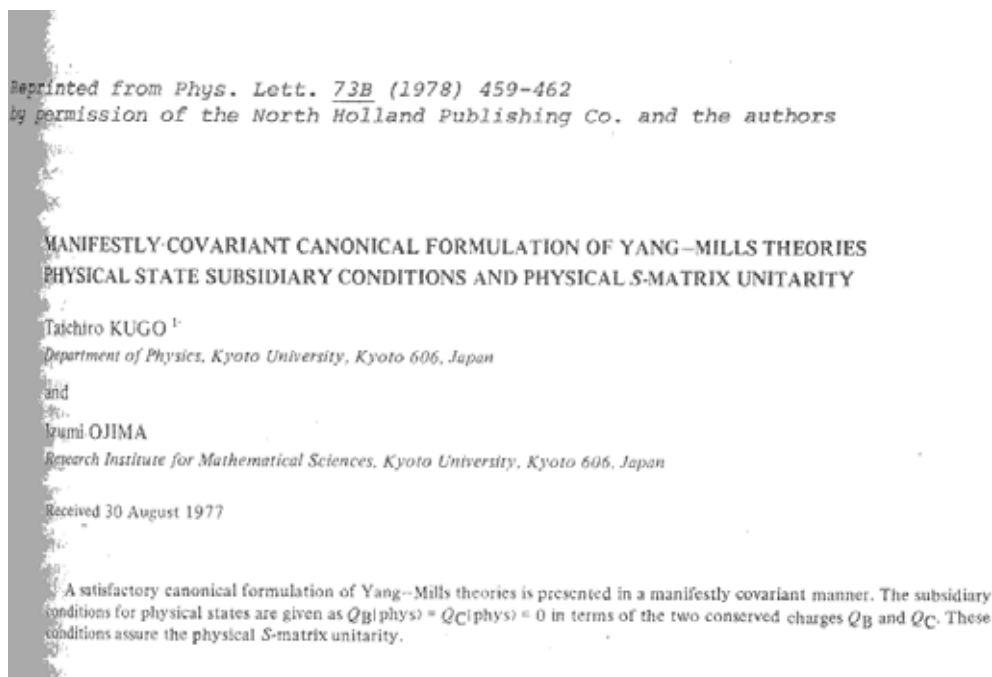 Reprinted from Phys. Lett. 73B (1978) 459-462
by permission of the North Holland Publishing Co. and the authors
MANIFESTLY COVARIANT CANONICAL FORMULATION OF YANG–MILLS THEORIES
PHYSICAL STATE SUBSIDIARY CONDITIONS AND PHYSICAL S-MATRIX UNITARITY
Taichiro KUGO 1
Department of Physics, Kyoto University, Kyoto 606, Japan
and
Izumi OJIMA
Research Institute for Mathematical Sciences, Kyoto University, Kyoto 606, Japan
Received 30 August 1977
A satisfactory canonical formulation of Yang–Mills theories is presented in a manifestly covariant manner. The subsidiary
conditions for physical states are given as QB|phys⟩ = QC|phys⟩ = 0 in terms of the two conserved charges QB and QC. These
conditions assure the physical S-matrix unitarity.